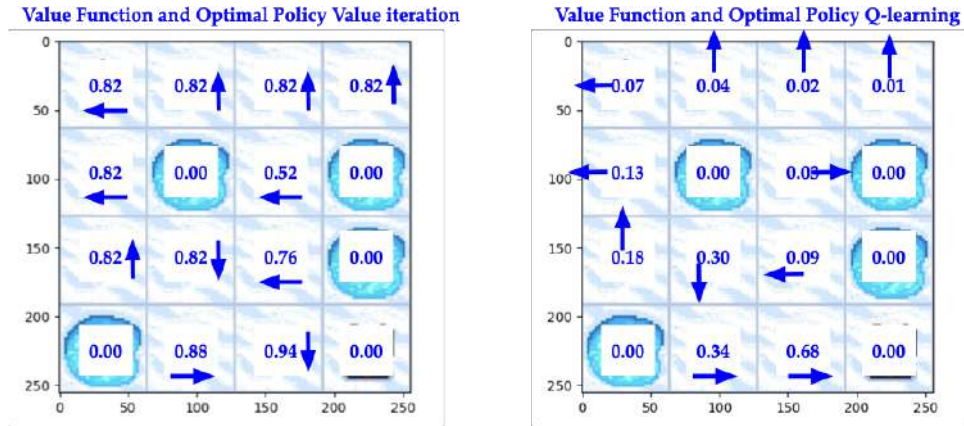 Value Function and Optimal Policy Value iteration
0
50
100
150
200
250
0.82 0.82 0.82 0.82
0.82 0.00 0.52 0.00
0.82 0.82 0.76 0.00
0.00 0.88 0.94 0.00
0 50 100 150 200 250
Value Function and Optimal Policy Q-learning
0
50
100
150
200
250
0.07 0.04 0.02 0.01
0.13 0.00 0.00
0.18 0.30 0.09 0.00
0.00 0.34 0.68 0.00
0 50 100 150 200 250